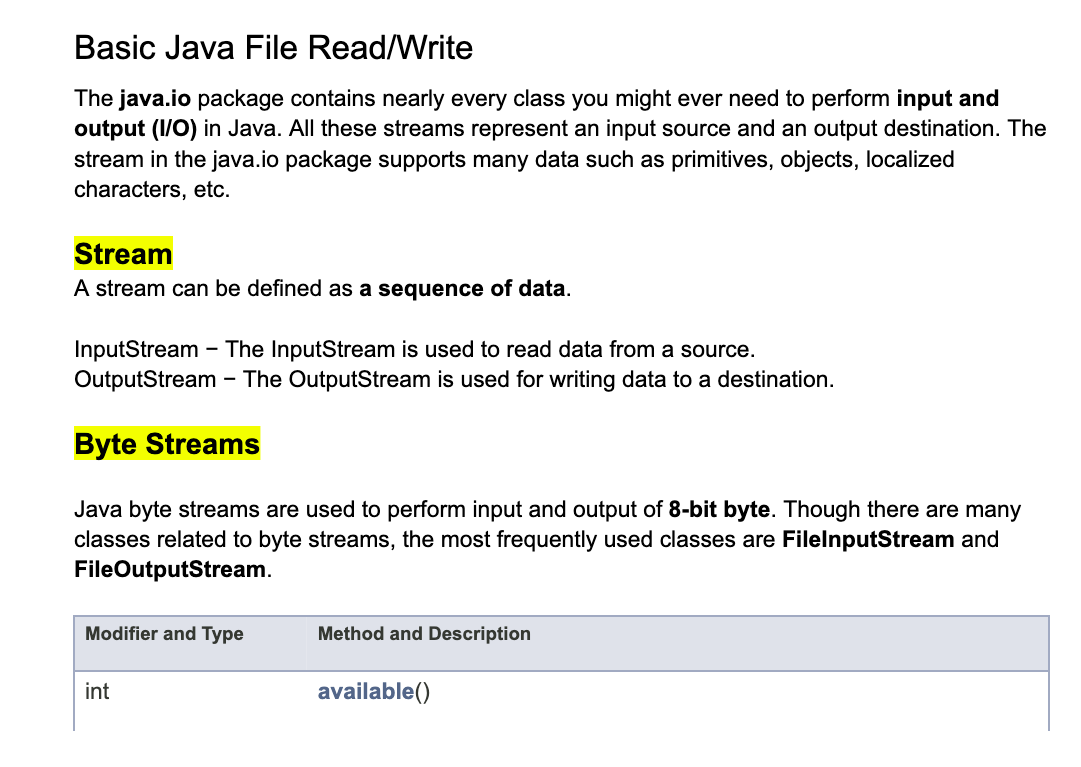 Basic Java File Read/Write
The java.io package contains nearly every class you might ever need to perform input and
output (I/O) in Java. All these streams represent an input source and an output destination. The
stream in the java.io package supports many data such as primitives, objects, localized
characters, etc.
Stream
A stream can be defined as a sequence of data.
InputStream − The InputStream is used to read data from a source.
OutputStream − The OutputStream is used for writing data to a destination.
Byte Streams
Java byte streams are used to perform input and output of 8-bit byte. Though there are many
classes related to byte streams, the most frequently used classes are FileInputStream and
FileOutputStream.
Modifier and Type Method and Description
int available()